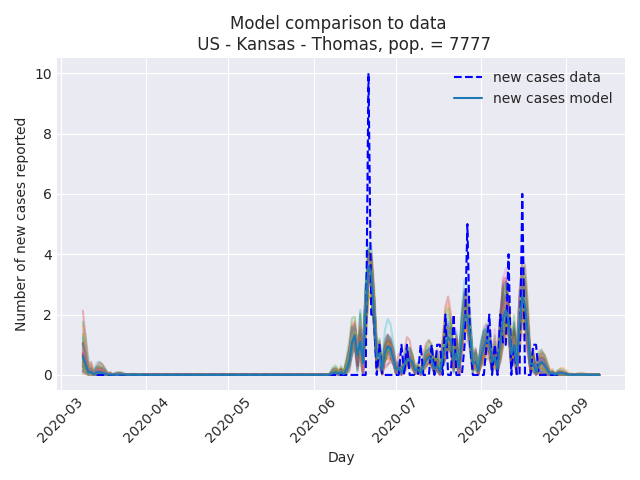 Model comparison to data
US - Kansas - Thomas, pop. = 7777
new cases data
new cases model
Number of new cases reported
10
8
6
4
2
0
2020-03
2020-04
2020-05
2020-06
2020-07
2020-08
2020-09
Day